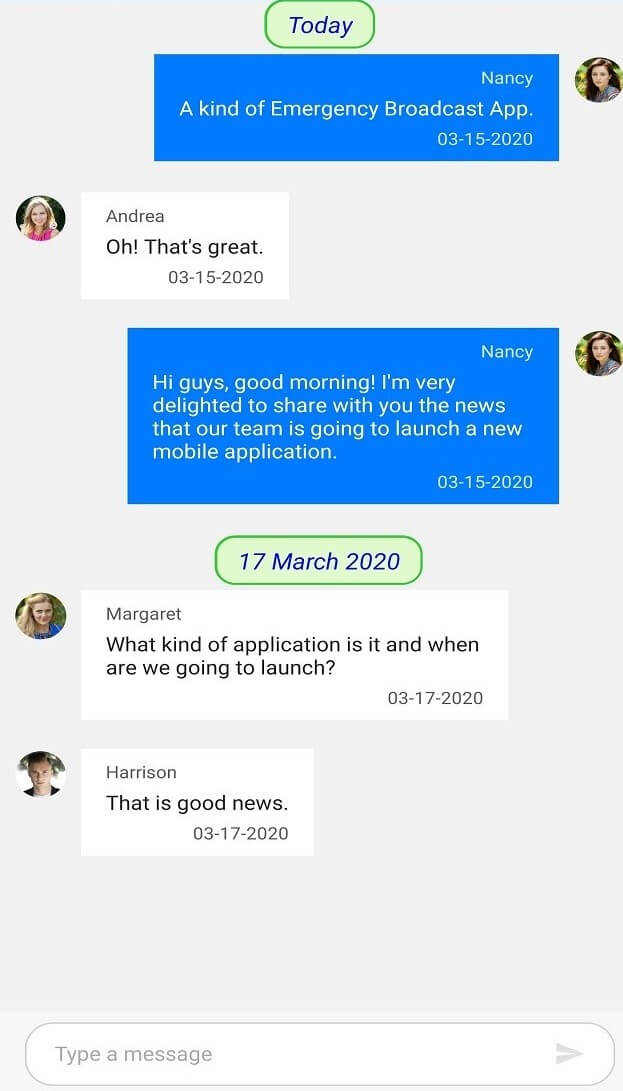 Today
Nancy
A kind of Emergency Broadcast App.
03-15-2020
Andrea
Oh! That's great.
03-15-2020
Nancy
Hi guys, good morning! I'm very
delighted to share with you the news
that our team is going to launch a new
mobile application.
03-15-2020
17 March 2020
Margaret
What kind of application is it and when
are we going to launch?
03-17-2020
Harrison
That is good news.
03-17-2020
Type a message